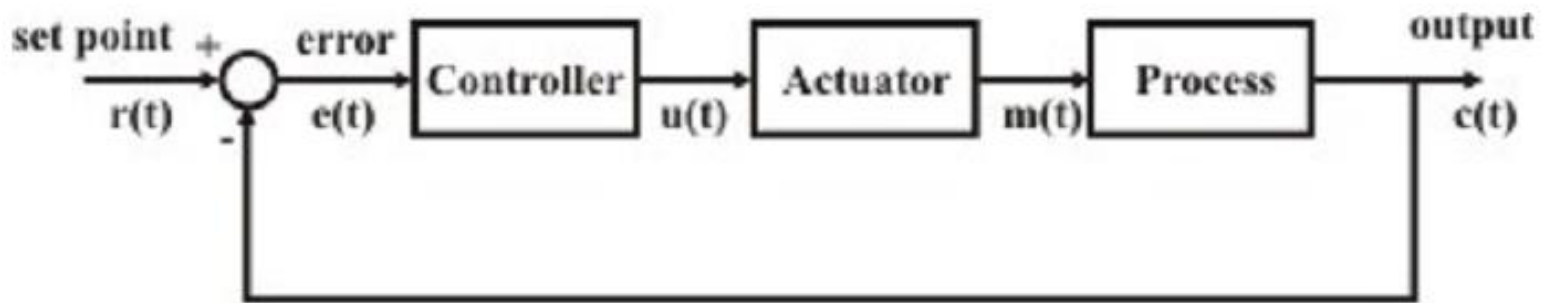 set point + error output
Controller Actuator Process
r(t) - e(t) u(t) m(t) c(t)